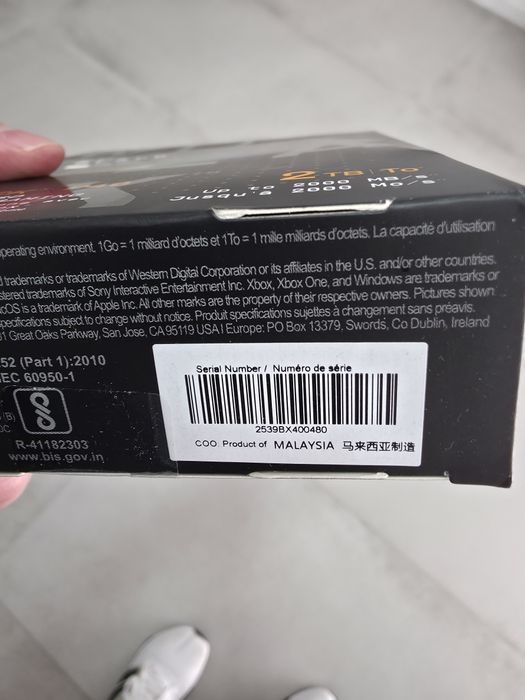 2 TB/To
Up to 2000 MB/s
Jusqu'à 2000 Mo/s
operating environment. 1Go = 1 milliard d'octets et 1To = 1 mille milliards d'octets. La capacité d'utilisation
trademarks or trademarks of Western Digital Corporation or its affiliates in the U.S. and/or other countries.
trademarks of Sony Interactive Entertainment Inc. Xbox, Xbox One, and Windows are trademarks or
is a trademark of Apple Inc. All other marks are the property of their respective owners. Pictures shown
specifications subject to change without notice. Produit spécifications sujettes à changement sans préavis.
Great Oaks Parkway, San Jose, CA 95119 USA I Europe: PO Box 13379, Swords, Co Dublin, Ireland
252 (Part 1):2010
IEC 60950-1
R-41182303
www.bis.gov.in
Serial Number / Numéro de série
2539BX400480
COO: Product of MALAYSIA 马来西亚制造